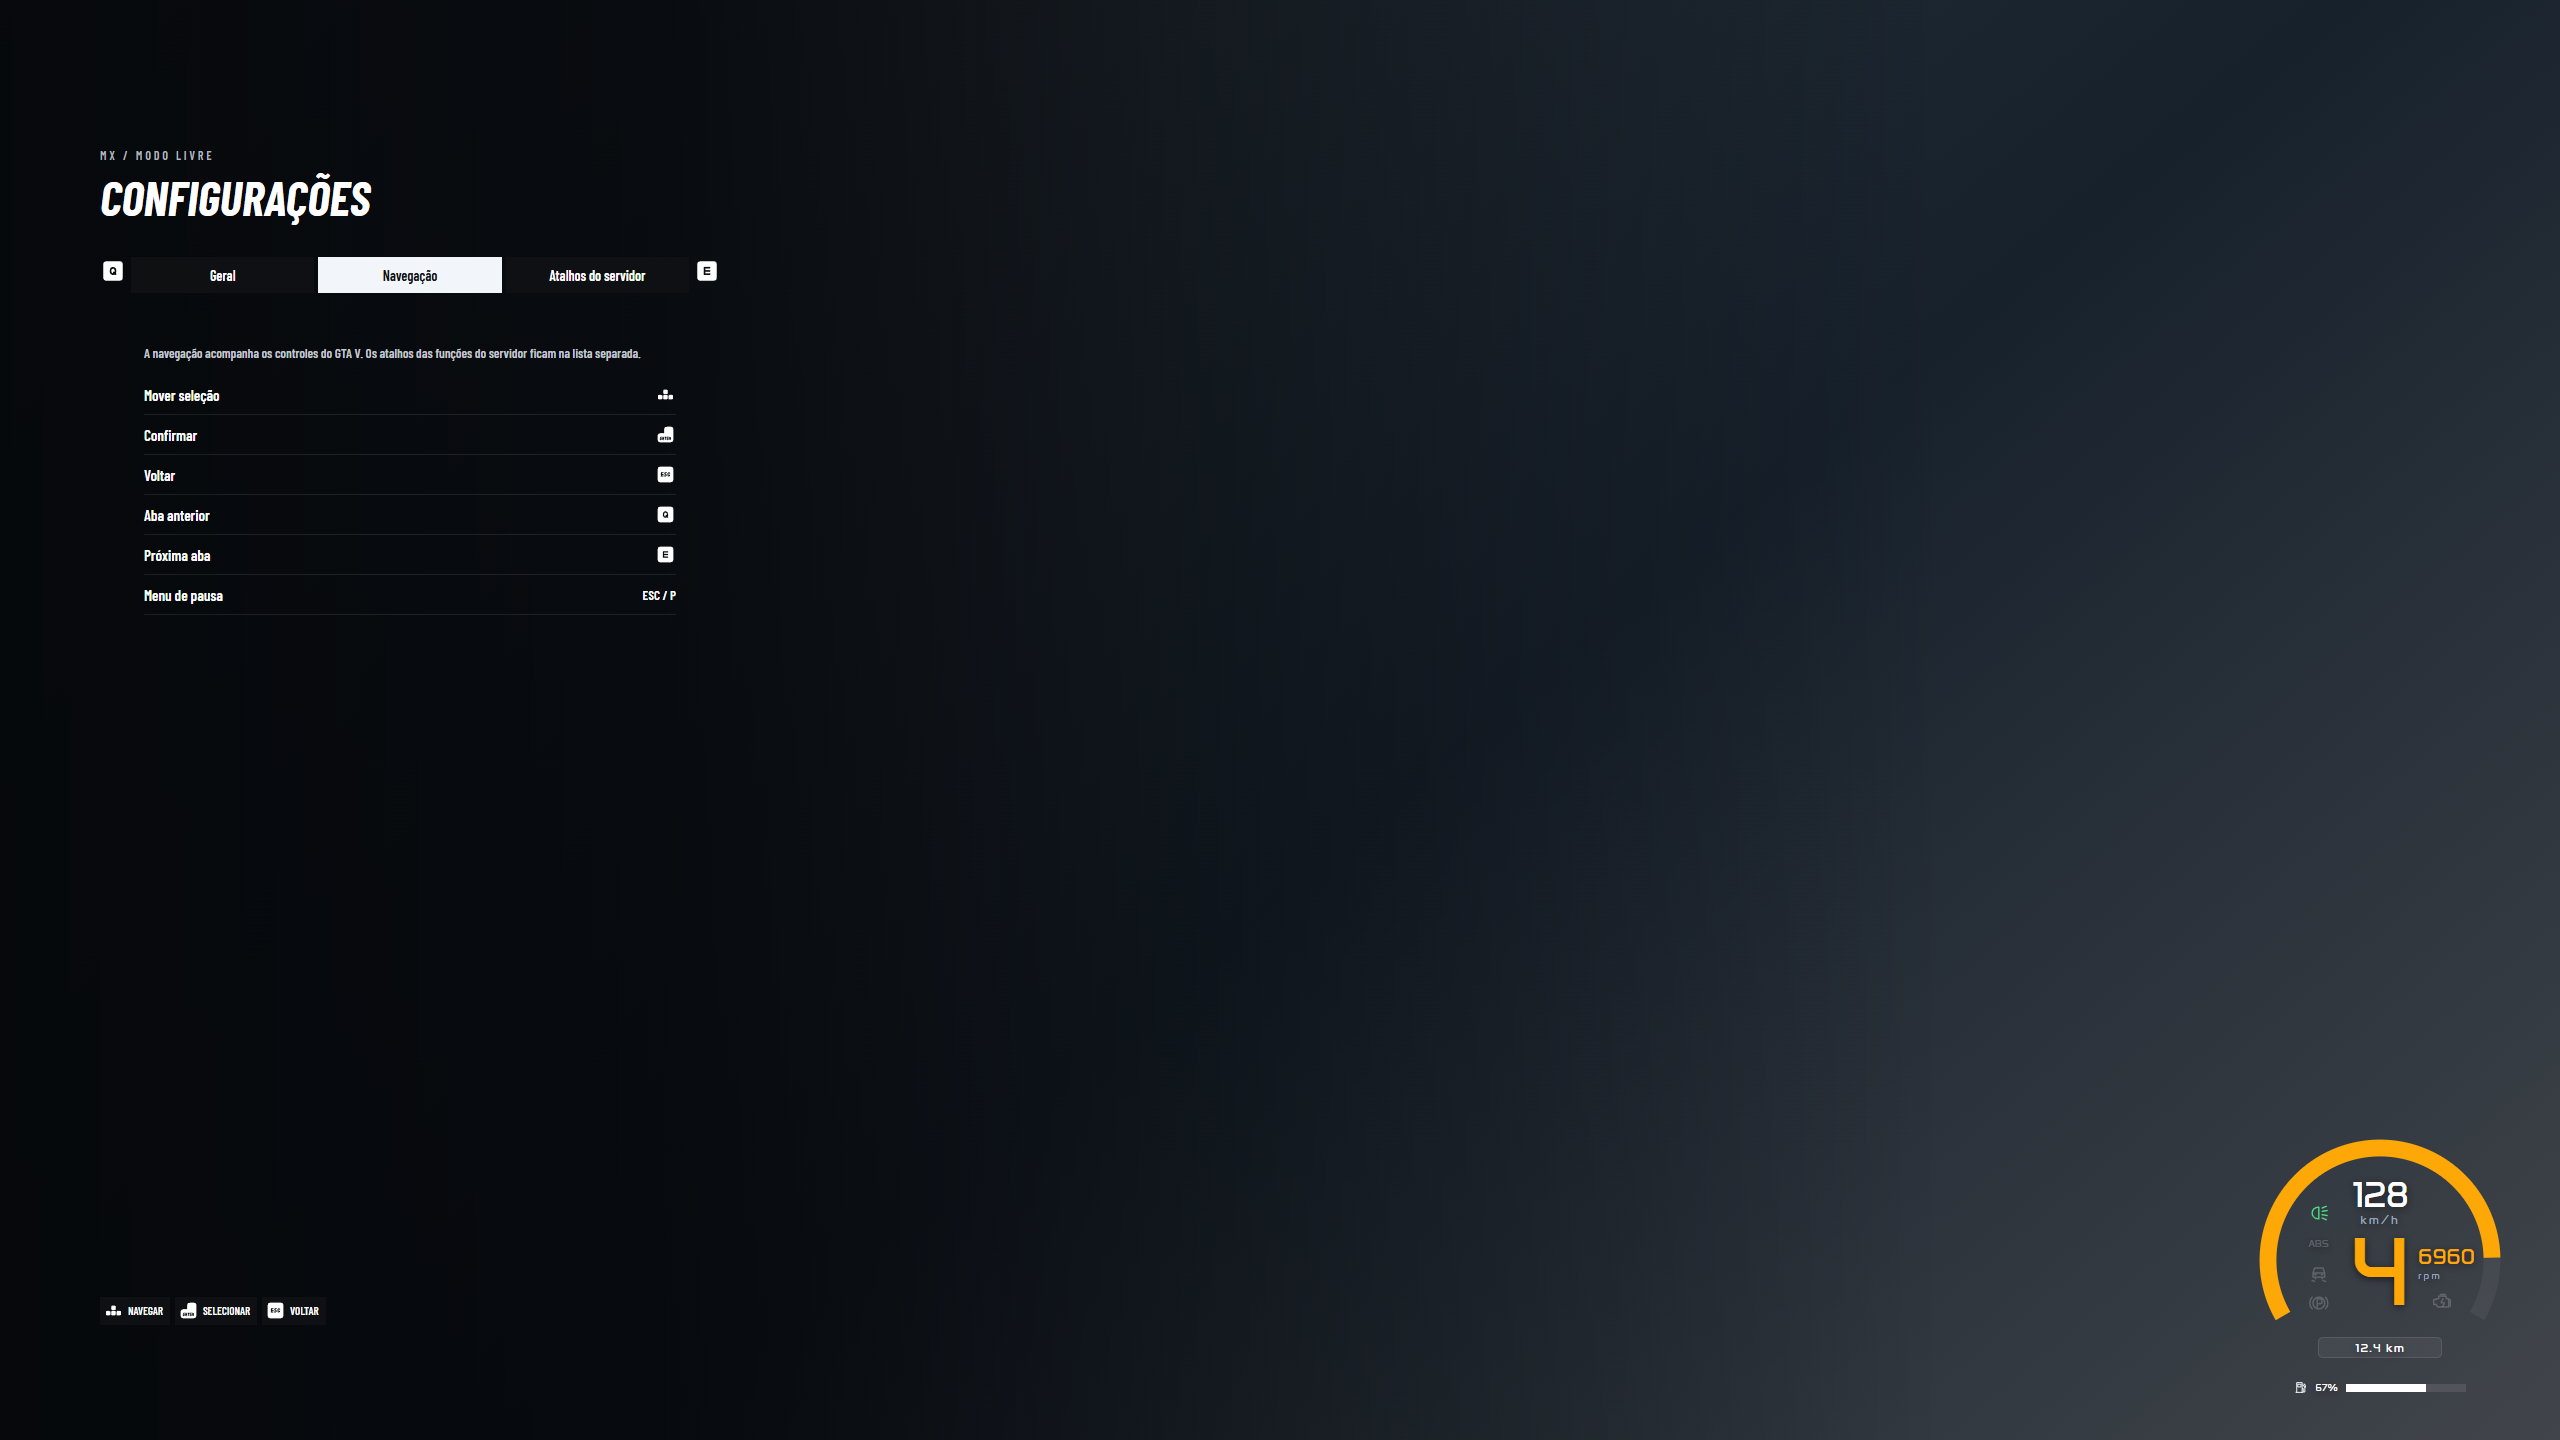 MX / MODO LIVRE
CONFIGURAÇÕES
Q Geral Navegação Atalhos do servidor E
A navegação acompanha os controles do GTA V. Os atalhos das funções do servidor ficam na lista separada.
Mover seleção
Confirmar ENTER
Voltar ESC
Aba anterior Q
Próxima aba E
Menu de pausa ESC / P
128
km/h
ABS
4
6960
rpm
P
NAVEGAR ENTER SELECIONAR ESC VOLTAR
12.4 km
67%